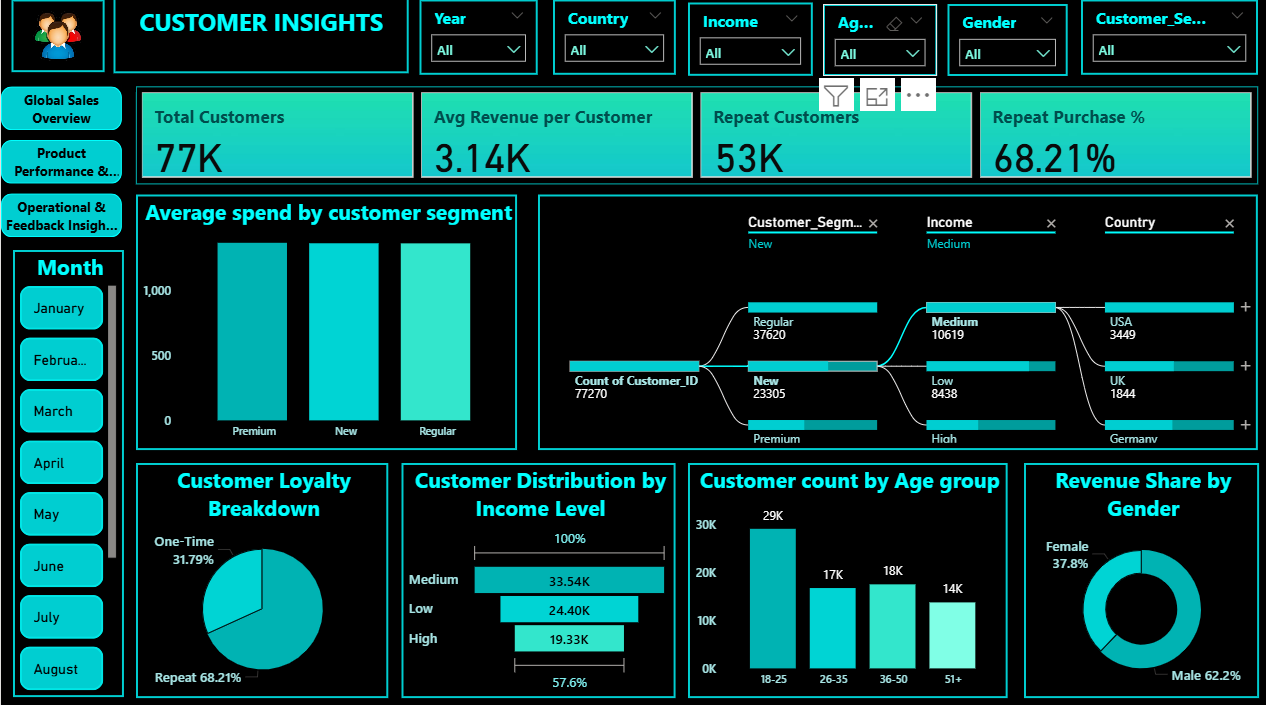 CUSTOMER INSIGHTS
Year
All
Country
All
Income
All
Ag...
All
Gender
All
Customer_Se...
All
Global Sales
Overview
Product
Performance &...
Operational &
Feedback Insigh...
Total Customers
77K
Avg Revenue per Customer
3.14K
Repeat Customers
53K
Repeat Purchase %
68.21%
Month
January
Februa...
March
April
May
June
July
August
Average spend by customer segment
1,000
500
0
Premium
New
Regular
Customer_Segm...
New
Income
Medium
Country
Count of Customer_ID
77270
Regular
37620
New
23305
Premium
Medium
10619
Low
8438
High
USA
3449
UK
1844
Germany
Customer Loyalty
Breakdown
One-Time
31.79%
Repeat 68.21%
Customer Distribution by
Income Level
100%
Medium
33.54K
Low
24.40K
High
19.33K
57.6%
Customer count by Age group
30K
20K
10K
0K
29K
17K
18K
14K
18-25
26-35
36-50
51+
Revenue Share by
Gender
Female
37.8%
Male 62.2%